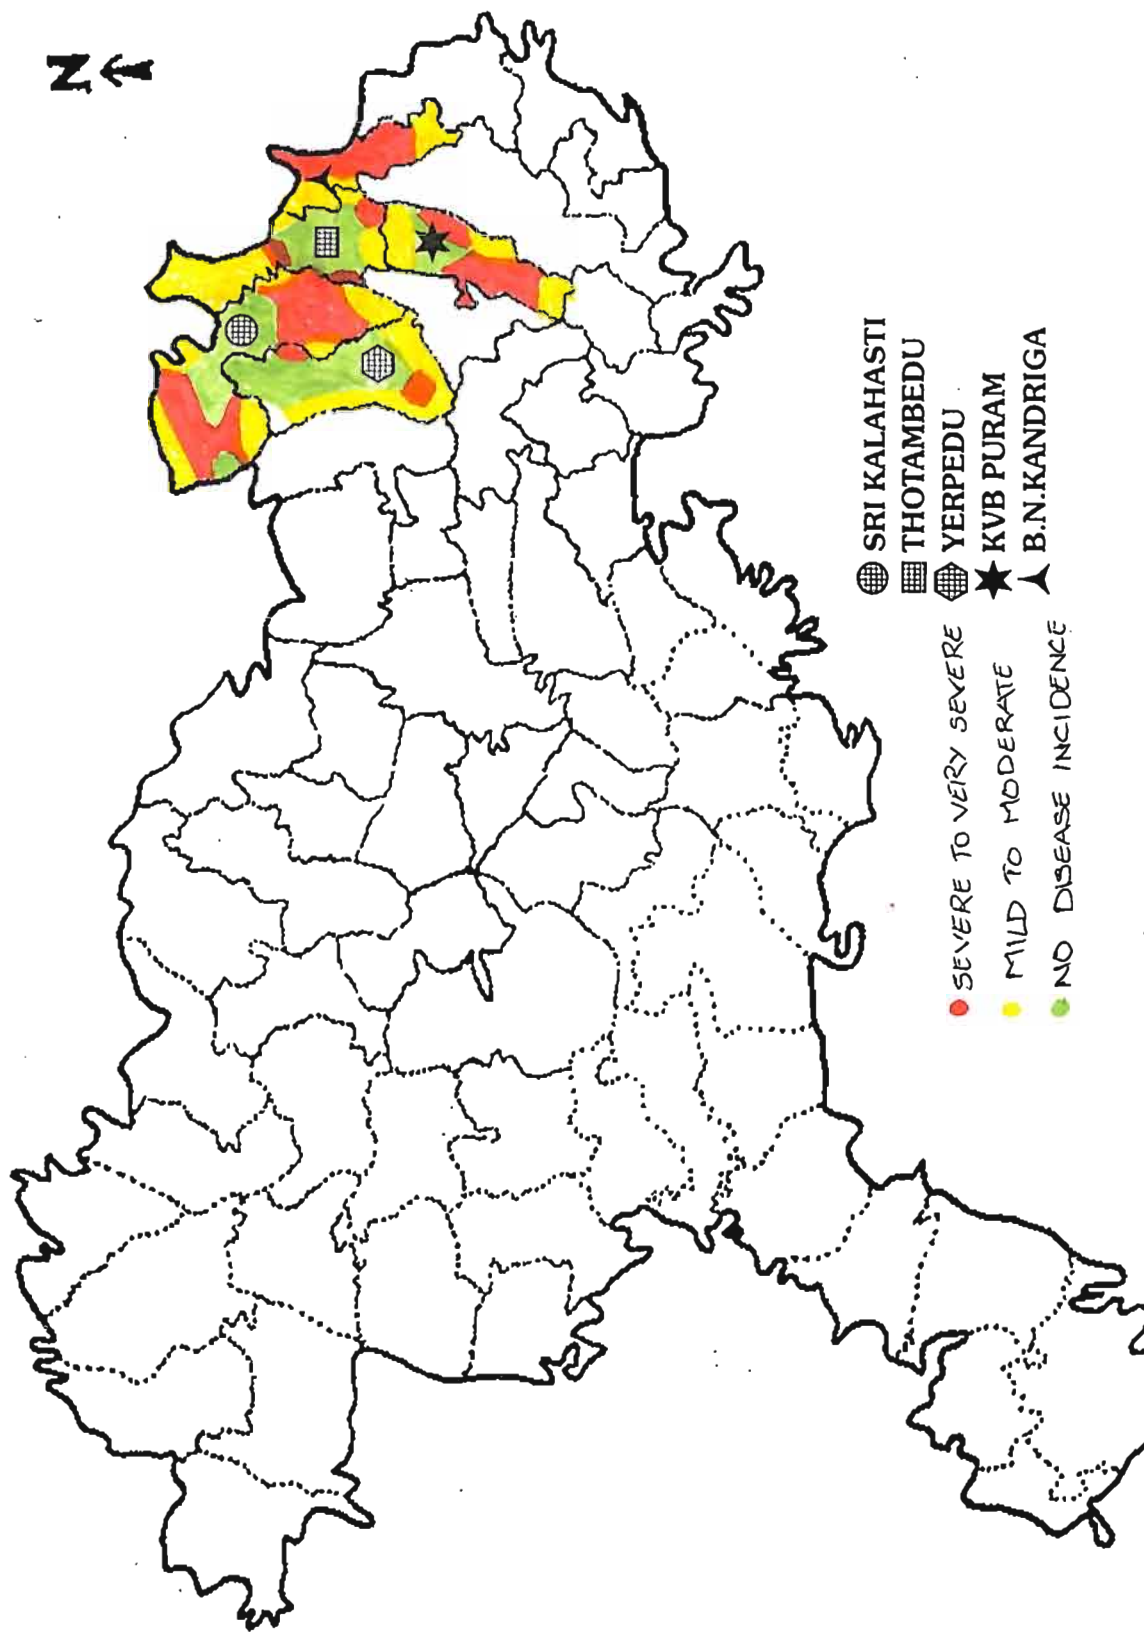 N
SRI KALAHASTI
THOTAMBEDU
YERPEDU
KVB PURAM
B.N.KANDRIGA
SEVERE TO VERY SEVERE
MILD TO MODERATE
NO DISEASE INCIDENCE